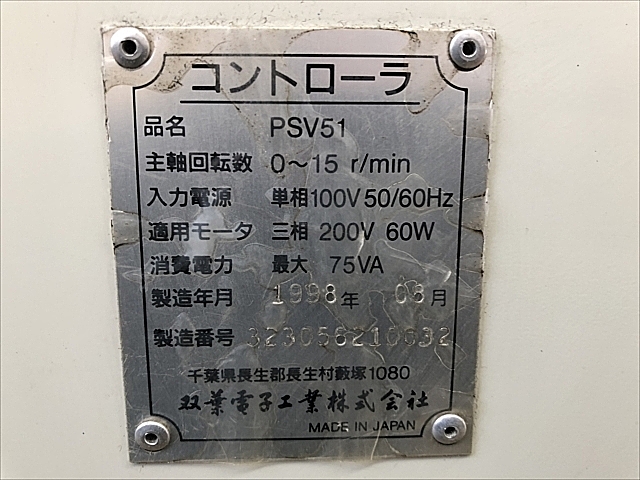 コントローラ
品名 PSV51
主軸回転数 0～15 r/min
入力電源 単相100V 50/60Hz
適用モータ 三相 200V 60W
消費電力 最大 75VA
製造年月 1998年 08月
製造番号 323058210632
千葉県長生郡長生村藪塚1080
双葉電子工業株式会社
MADE IN JAPAN